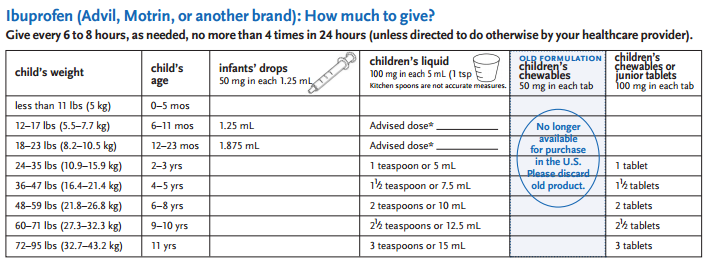 Ibuprofen (Advil, Motrin, or another brand): How much to give?
Give every 6 to 8 hours, as needed, no more than 4 times in 24 hours (unless directed to do otherwise by your healthcare provider).
child's weight
child's age
infants' drops
50 mg in each 1.25 mL
children's liquid
100 mg in each 5 mL (1 tsp
Kitchen spoons are not accurate measures.
OLD FORMULATION
children's chewables
50 mg in each tab
children's chewables or junior tablets
100 mg in each tab
less than 11 lbs (5 kg) 0–5 mos
12–17 lbs (5.5–7.7 kg) 6–11 mos 1.25 mL Advised dose* ________
18–23 lbs (8.2–10.5 kg) 12–23 mos 1.875 mL Advised dose* ________
24–35 lbs (10.9–15.9 kg) 2–3 yrs 1 teaspoon or 5 mL 1 tablet
36–47 lbs (16.4–21.4 kg) 4–5 yrs 1½ teaspoon or 7.5 mL 1½ tablets
48–59 lbs (21.8–26.8 kg) 6–8 yrs 2 teaspoons or 10 mL 2 tablets
60–71 lbs (27.3–32.3 kg) 9–10 yrs 2½ teaspoons or 12.5 mL 2½ tablets
72–95 lbs (32.7–43.2 kg) 11 yrs 3 teaspoons or 15 mL 3 tablets
No longer
available
for purchase
in the U.S.
Please discard
old product.